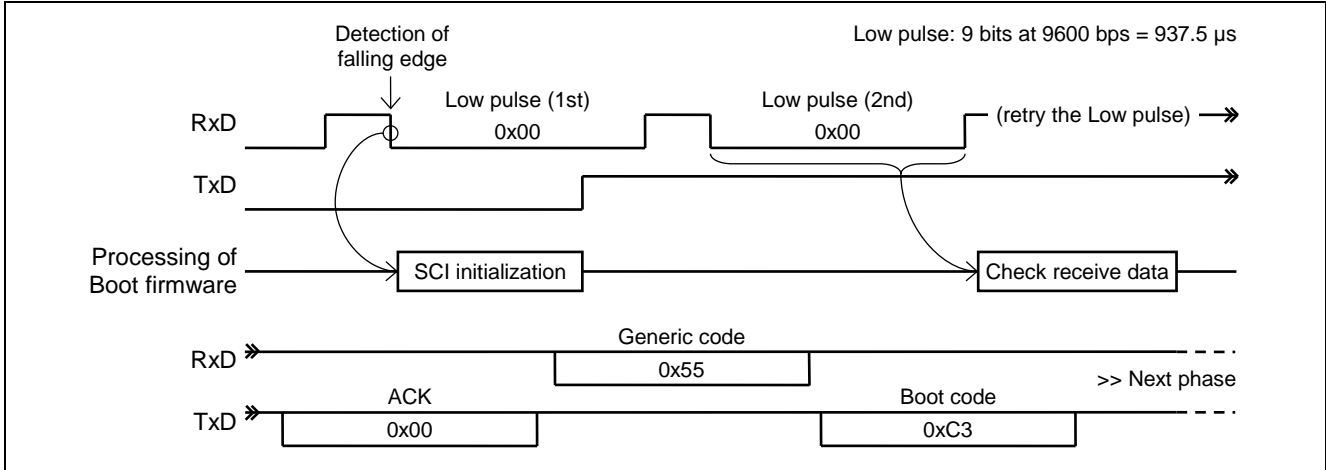 Detection of
falling edge
Low pulse: 9 bits at 9600 bps = 937.5 µs
Low pulse (1st)
Low pulse (2nd)
RxD
0x00
0x00
(retry the Low pulse)
TxD
Processing of
Boot firmware
SCI initialization
Check receive data
Generic code
RxD
0x55
>> Next phase
ACK
Boot code
TxD
0x00
0xC3